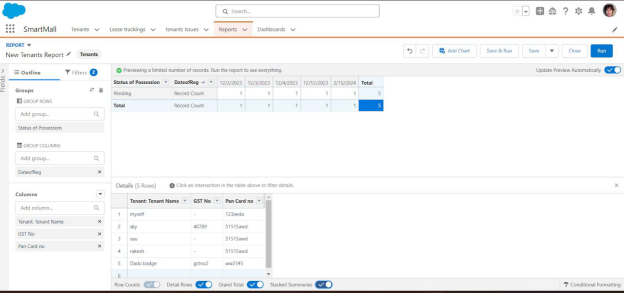 Search...
SmartMall Tenants Lease trackings tenants Issues Reports Dashboards
REPORT
New Tenants Report Tenants
Add Chart Save & Run Save Close Run
Fields
Outline Filters 2
Previewing a limited number of records. Run the report to see everything.
Update Preview Automatically
Groups
GROUP ROWS
Add group...
Status of Possession
GROUP COLUMNS
Add group...
DateofReg
Columns
Add column...
Tenant: Tenant Name
GST No
Pan Card no
Status of Possession DateofReg 12/2/2023 12/3/2023 12/4/2023 12/12/2023 3/15/2024 Total
Pending Record Count 1 1 1 1 1 5
Total Record Count 1 1 1 1 1 5
Details (5 Rows) Click an intersection in the table above to filter details.
Tenant: Tenant Name GST No Pan Card no
1 myself -
2 sky 48789 51515awd
3 - 51515awd
4 rakesh - 51515awd
5 Dadu badge
6
Row Counts Detail Rows Grand Total Stacked Summaries
Conditional Formatting